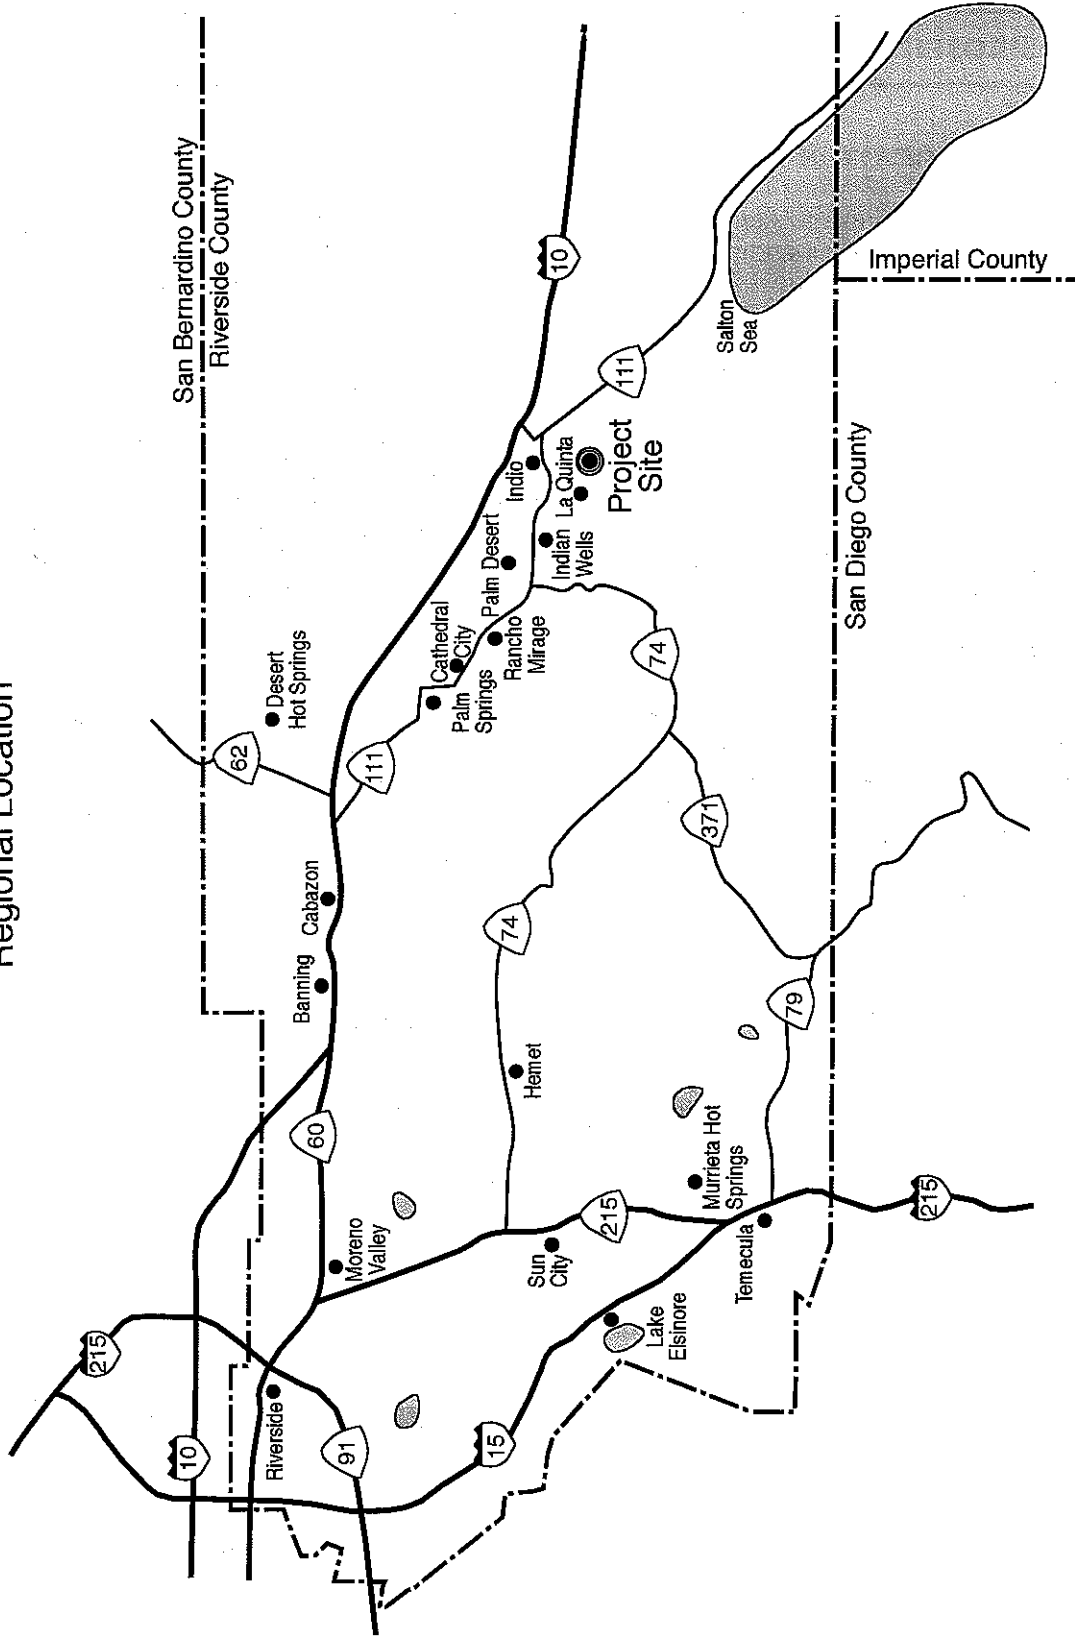 Regional Location
San Bernardino County
Riverside County
Imperial County
San Diego County
Salton
Sea
10
111
Indio
La Quinta
Project
Site
Palm Desert
Indian
Wells
Cathedral
City
Rancho
Mirage
Palm
Springs
Desert
Hot Springs
62
111
74
371
74
79
Cabazon
Banning
Hemet
60
Moreno
Valley
Murrieta Hot
Springs
215
215
Sun
City
Temecula
Lake
Elsinore
215
10
Riverside
91
15